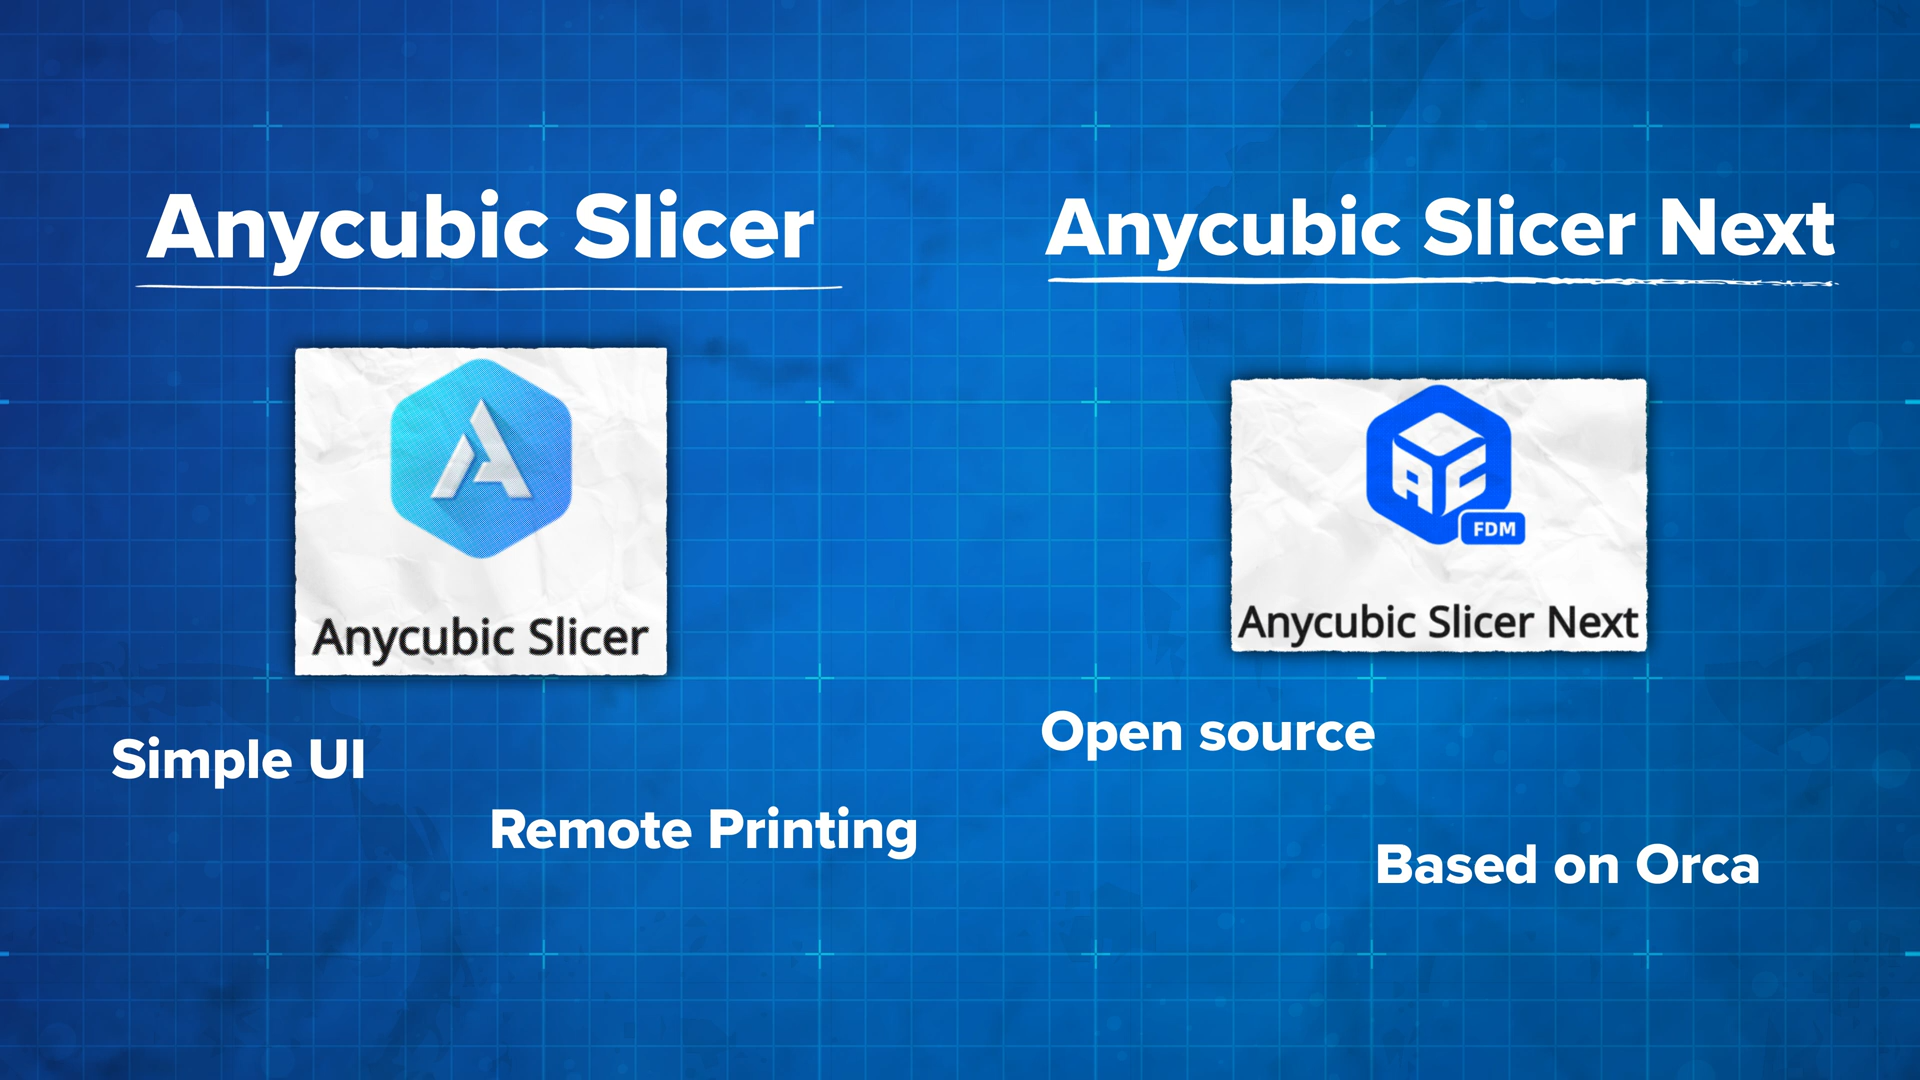 Anycubic Slicer
Anycubic Slicer
Simple UI
Remote Printing
Anycubic Slicer Next
AF
FDM
Anycubic Slicer Next
Open source
Based on Orca